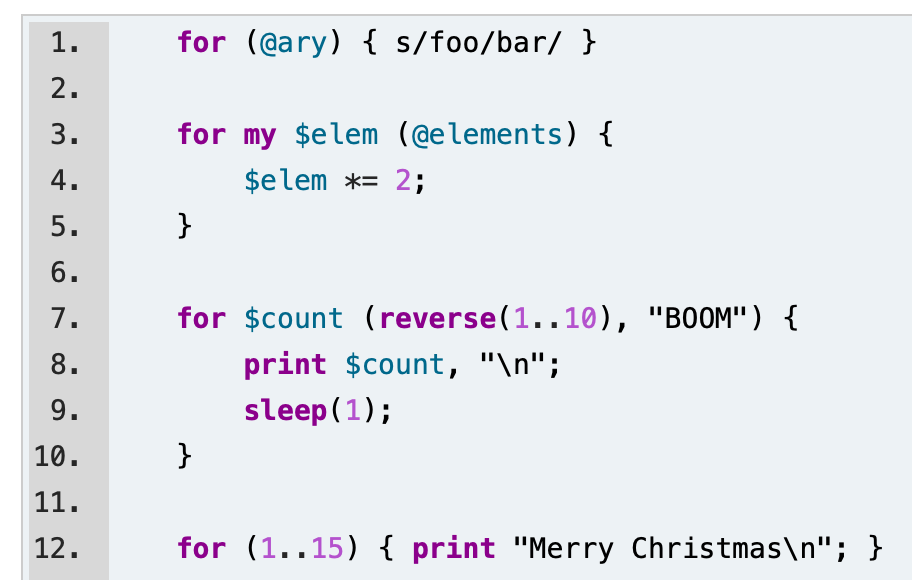 1. for (@ary) { s/foo/bar/ }
2.
3. for my $elem (@elements) {
4.     $elem *= 2;
5. }
6.
7. for $count (reverse(1..10), "BOOM") {
8.     print $count, "\n";
9.     sleep(1);
10. }
11.
12. for (1..15) { print "Merry Christmas\n"; }